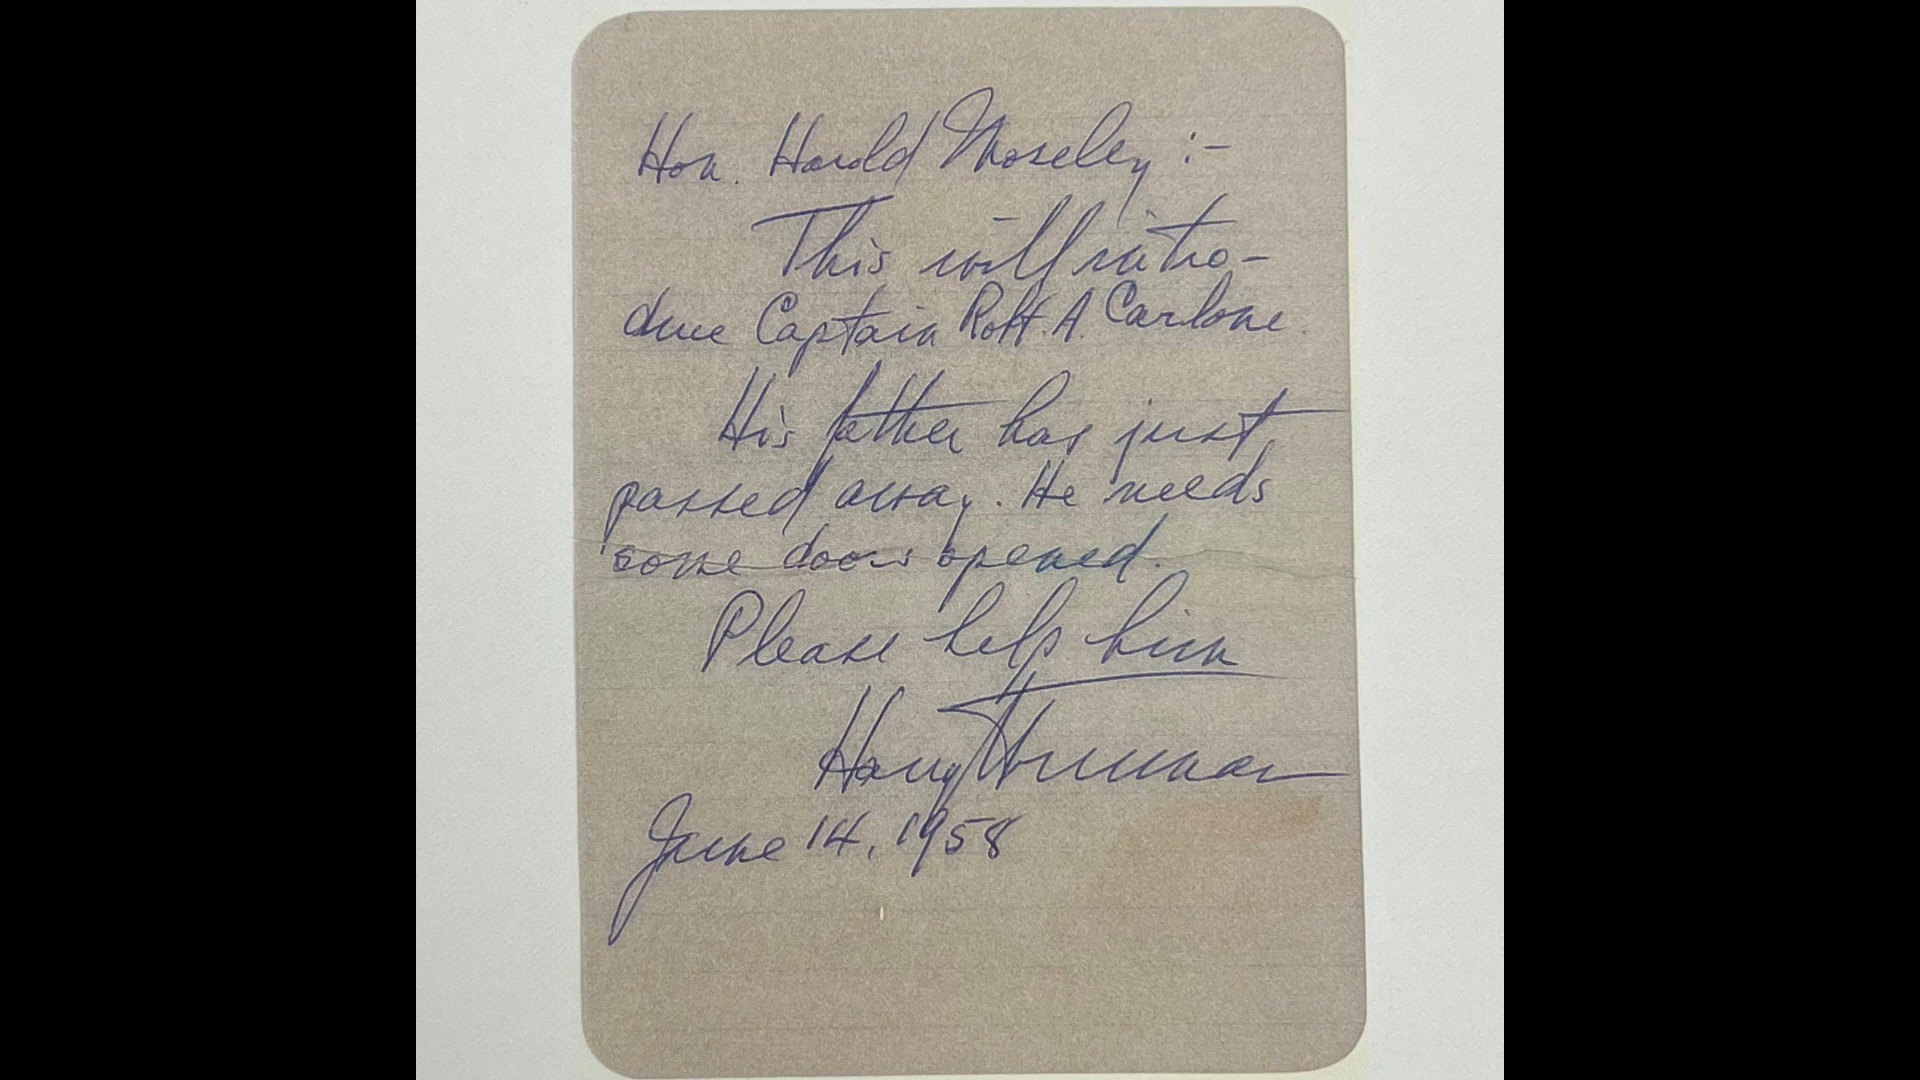 Hon. Harold Moseley :-
This will intro-
duce Captain Robt. A. Carlone.
His father has just
passed away. He needs
some doors opened.
Please help him
Harry Truman
June 14, 1958